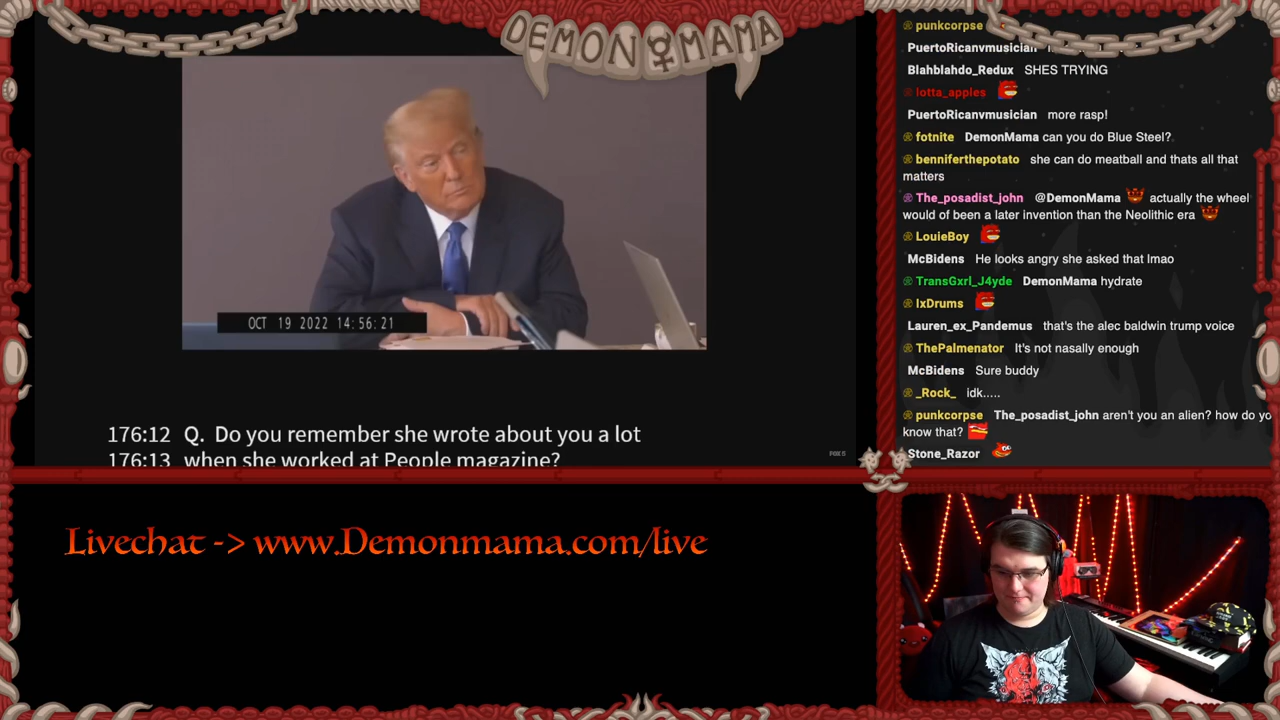 DEMON MAMA
OCT 19 2022 14:56:21
176:12 Q. Do you remember she wrote about you a lot
176:13 when she worked at People magazine?
FOX 5
Livechat -> www.Demonmama.com/live
punkcorpse
PuertoRicanvmusician
Blahblahdo_Redux SHES TRYING
lotta_apples
PuertoRicanvmusician more rasp!
fotnite DemonMama can you do Blue Steel?
benniferthepotato she can do meatball and thats all that
matters
The_posadist_john @DemonMama actually the wheel
would of been a later invention than the Neolithic era
LouieBoy
McBidens He looks angry she asked that lmao
TransGxrl_J4yde DemonMama hydrate
IxDrums
Lauren_ex_Pandemus that's the alec baldwin trump voice
ThePalmenator It's not nasally enough
McBidens Sure buddy
_Rock_ idk.....
punkcorpse The_posadist_john aren't you an alien? how do yo
know that?
Stone_Razor